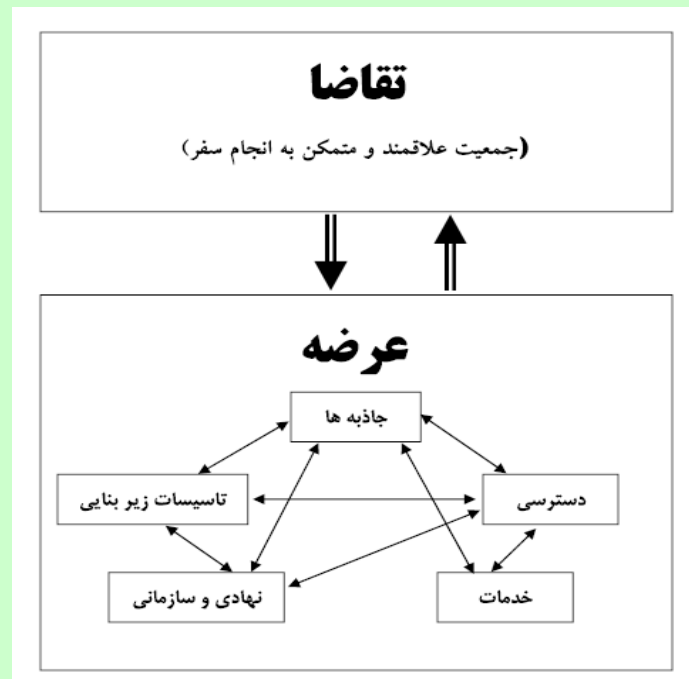 تقاضا
(جمعیت علاقمند و متمکن به انجام سفر)
عرضه
جاذبه ها
دسترسی
تاسیسات زیر بنایی
خدمات
نهادی و سازمانی